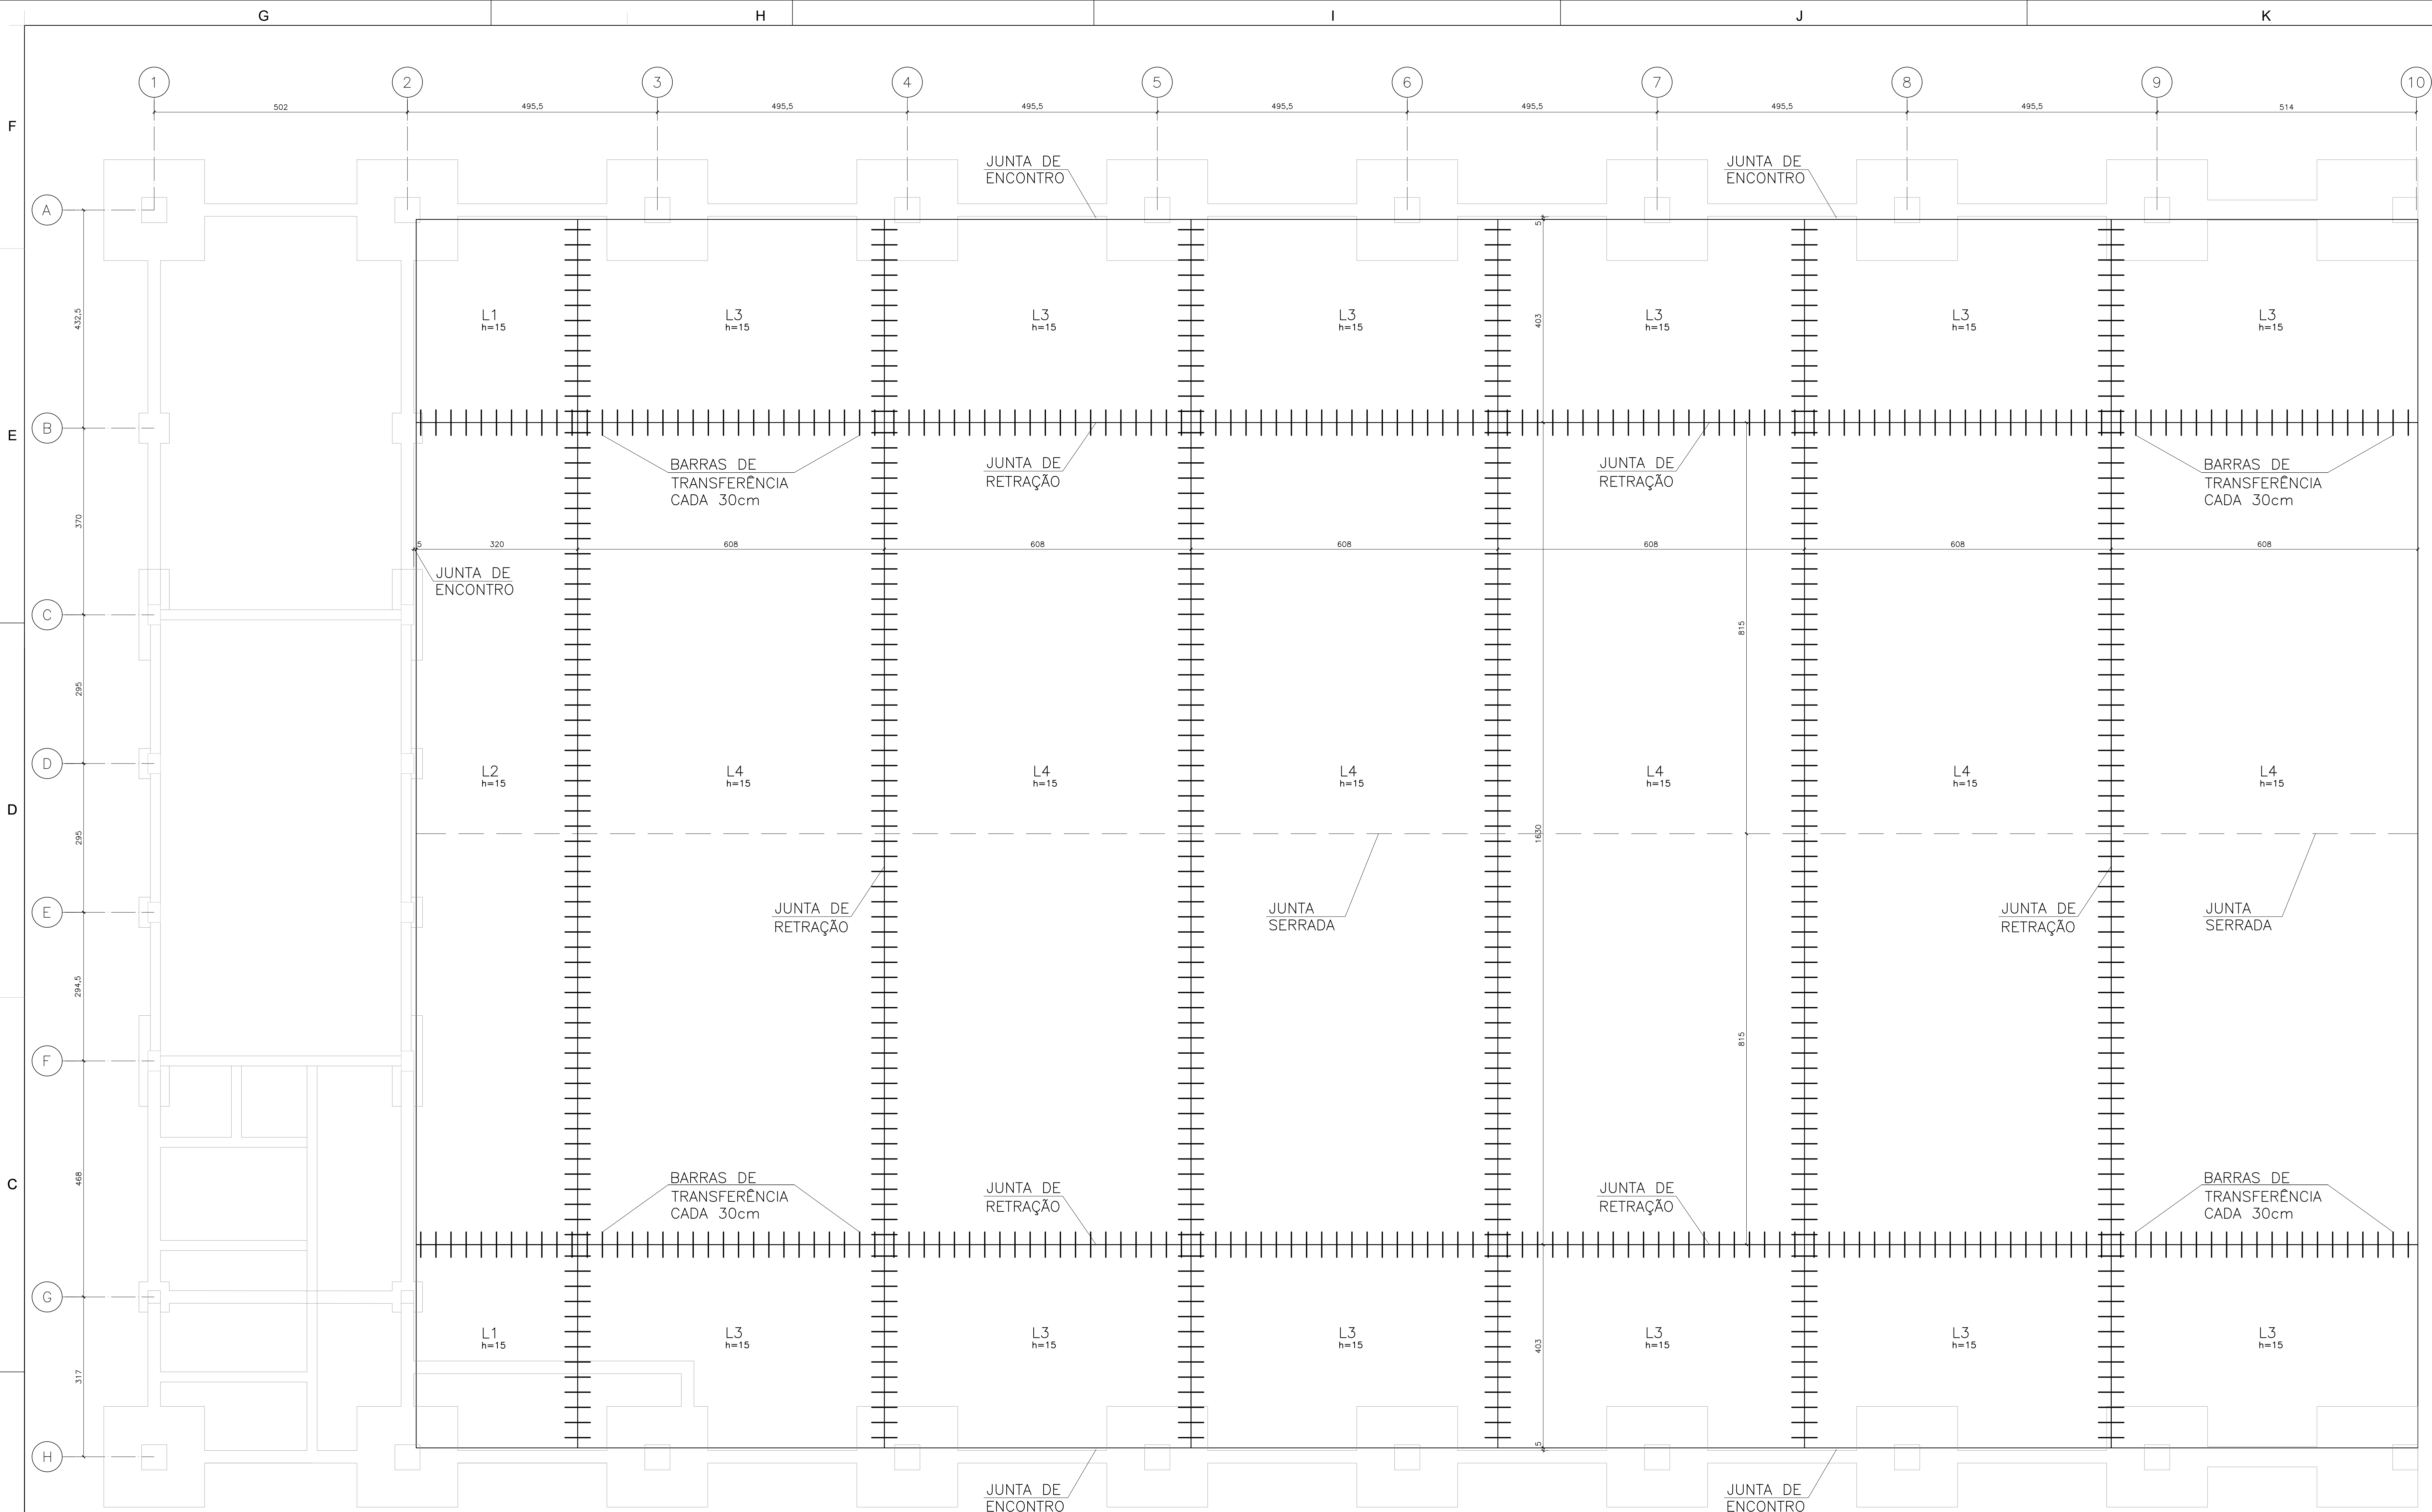 G H I J K
1 2 3 4 5 6 7 8 9 10
502 495,5 495,5 495,5 495,5 495,5 495,5 495,5 514
F
JUNTA DE
ENCONTRO
JUNTA DE
ENCONTRO
A
5
432,5
403
L1
h=15
L3
h=15
L3
h=15
L3
h=15
L3
h=15
L3
h=15
L3
h=15
B
E
BARRAS DE
TRANSFERÊNCIA
CADA 30cm
JUNTA DE
RETRAÇÃO
JUNTA DE
RETRAÇÃO
BARRAS DE
TRANSFERÊNCIA
CADA 30cm
370
5 320 608 608 608 608 608 608
JUNTA DE
ENCONTRO
C
815
295
D
L2
h=15
L4
h=15
L4
h=15
L4
h=15
L4
h=15
L4
h=15
L4
h=15
D
295
1630
E
JUNTA DE
RETRAÇÃO
JUNTA
SERRADA
JUNTA DE
RETRAÇÃO
JUNTA
SERRADA
294,5
815
F
C
468
BARRAS DE
TRANSFERÊNCIA
CADA 30cm
JUNTA DE
RETRAÇÃO
JUNTA DE
RETRAÇÃO
BARRAS DE
TRANSFERÊNCIA
CADA 30cm
G
L1
h=15
L3
h=15
L3
h=15
L3
h=15
L3
h=15
L3
h=15
L3
h=15
403
317
5
H
JUNTA DE
ENCONTRO
JUNTA DE
ENCONTRO